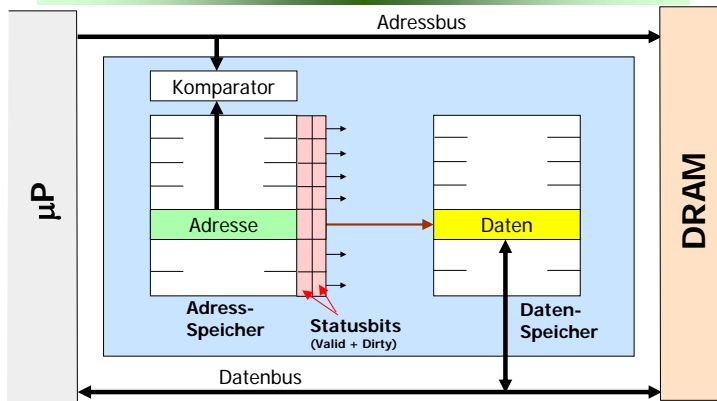 Adressbus
µP
Komparator
Adresse
Daten
DRAM
Adress-
Speicher
Statusbits
(Valid + Dirty)
Daten-
Speicher
Datenbus